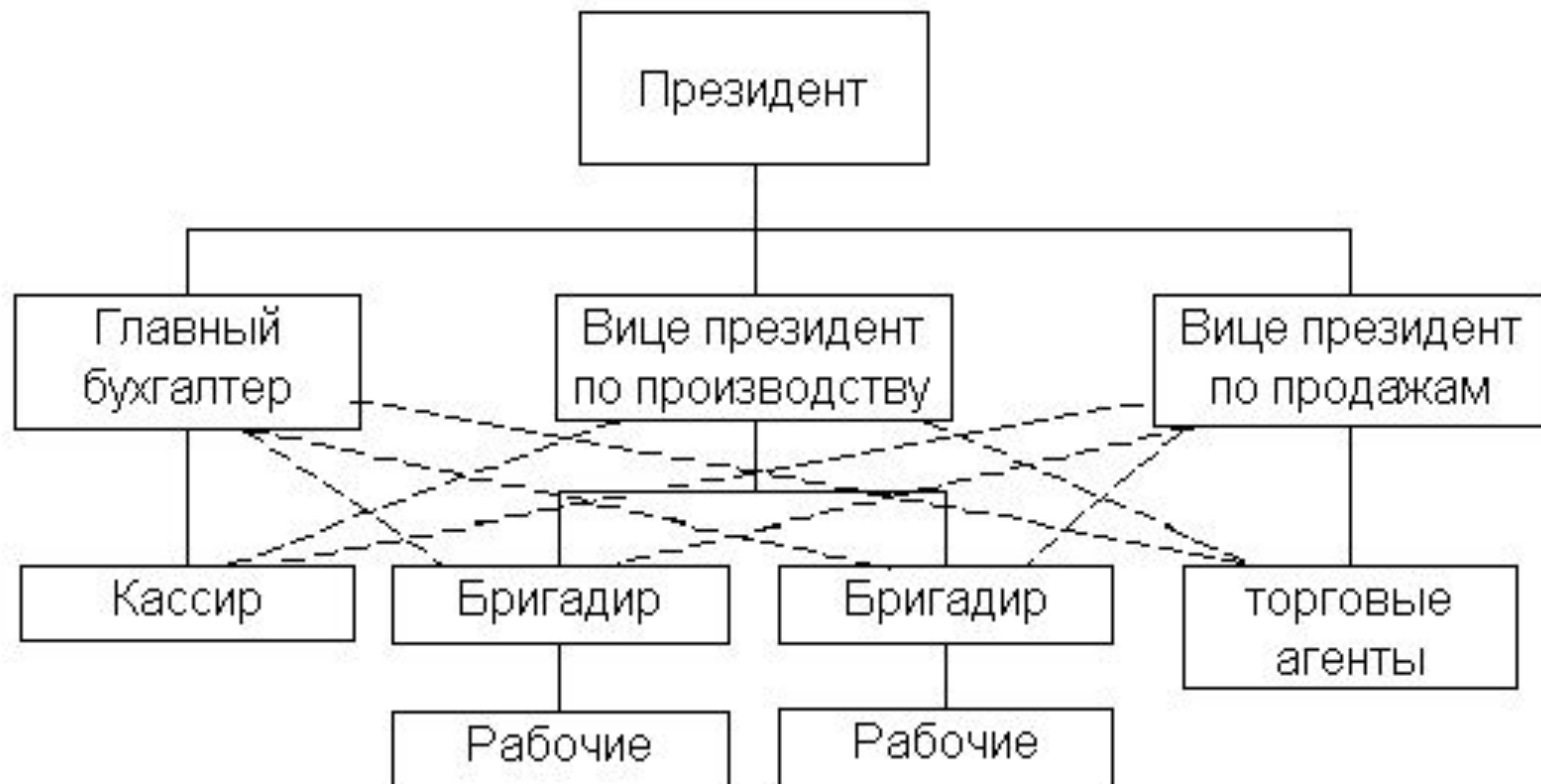 Президент
Главный
бухгалтер
Вице президент
по производству
Вице президент
по продажам
Кассир
Бригадир
Бригадир
торговые
агенты
Рабочие
Рабочие